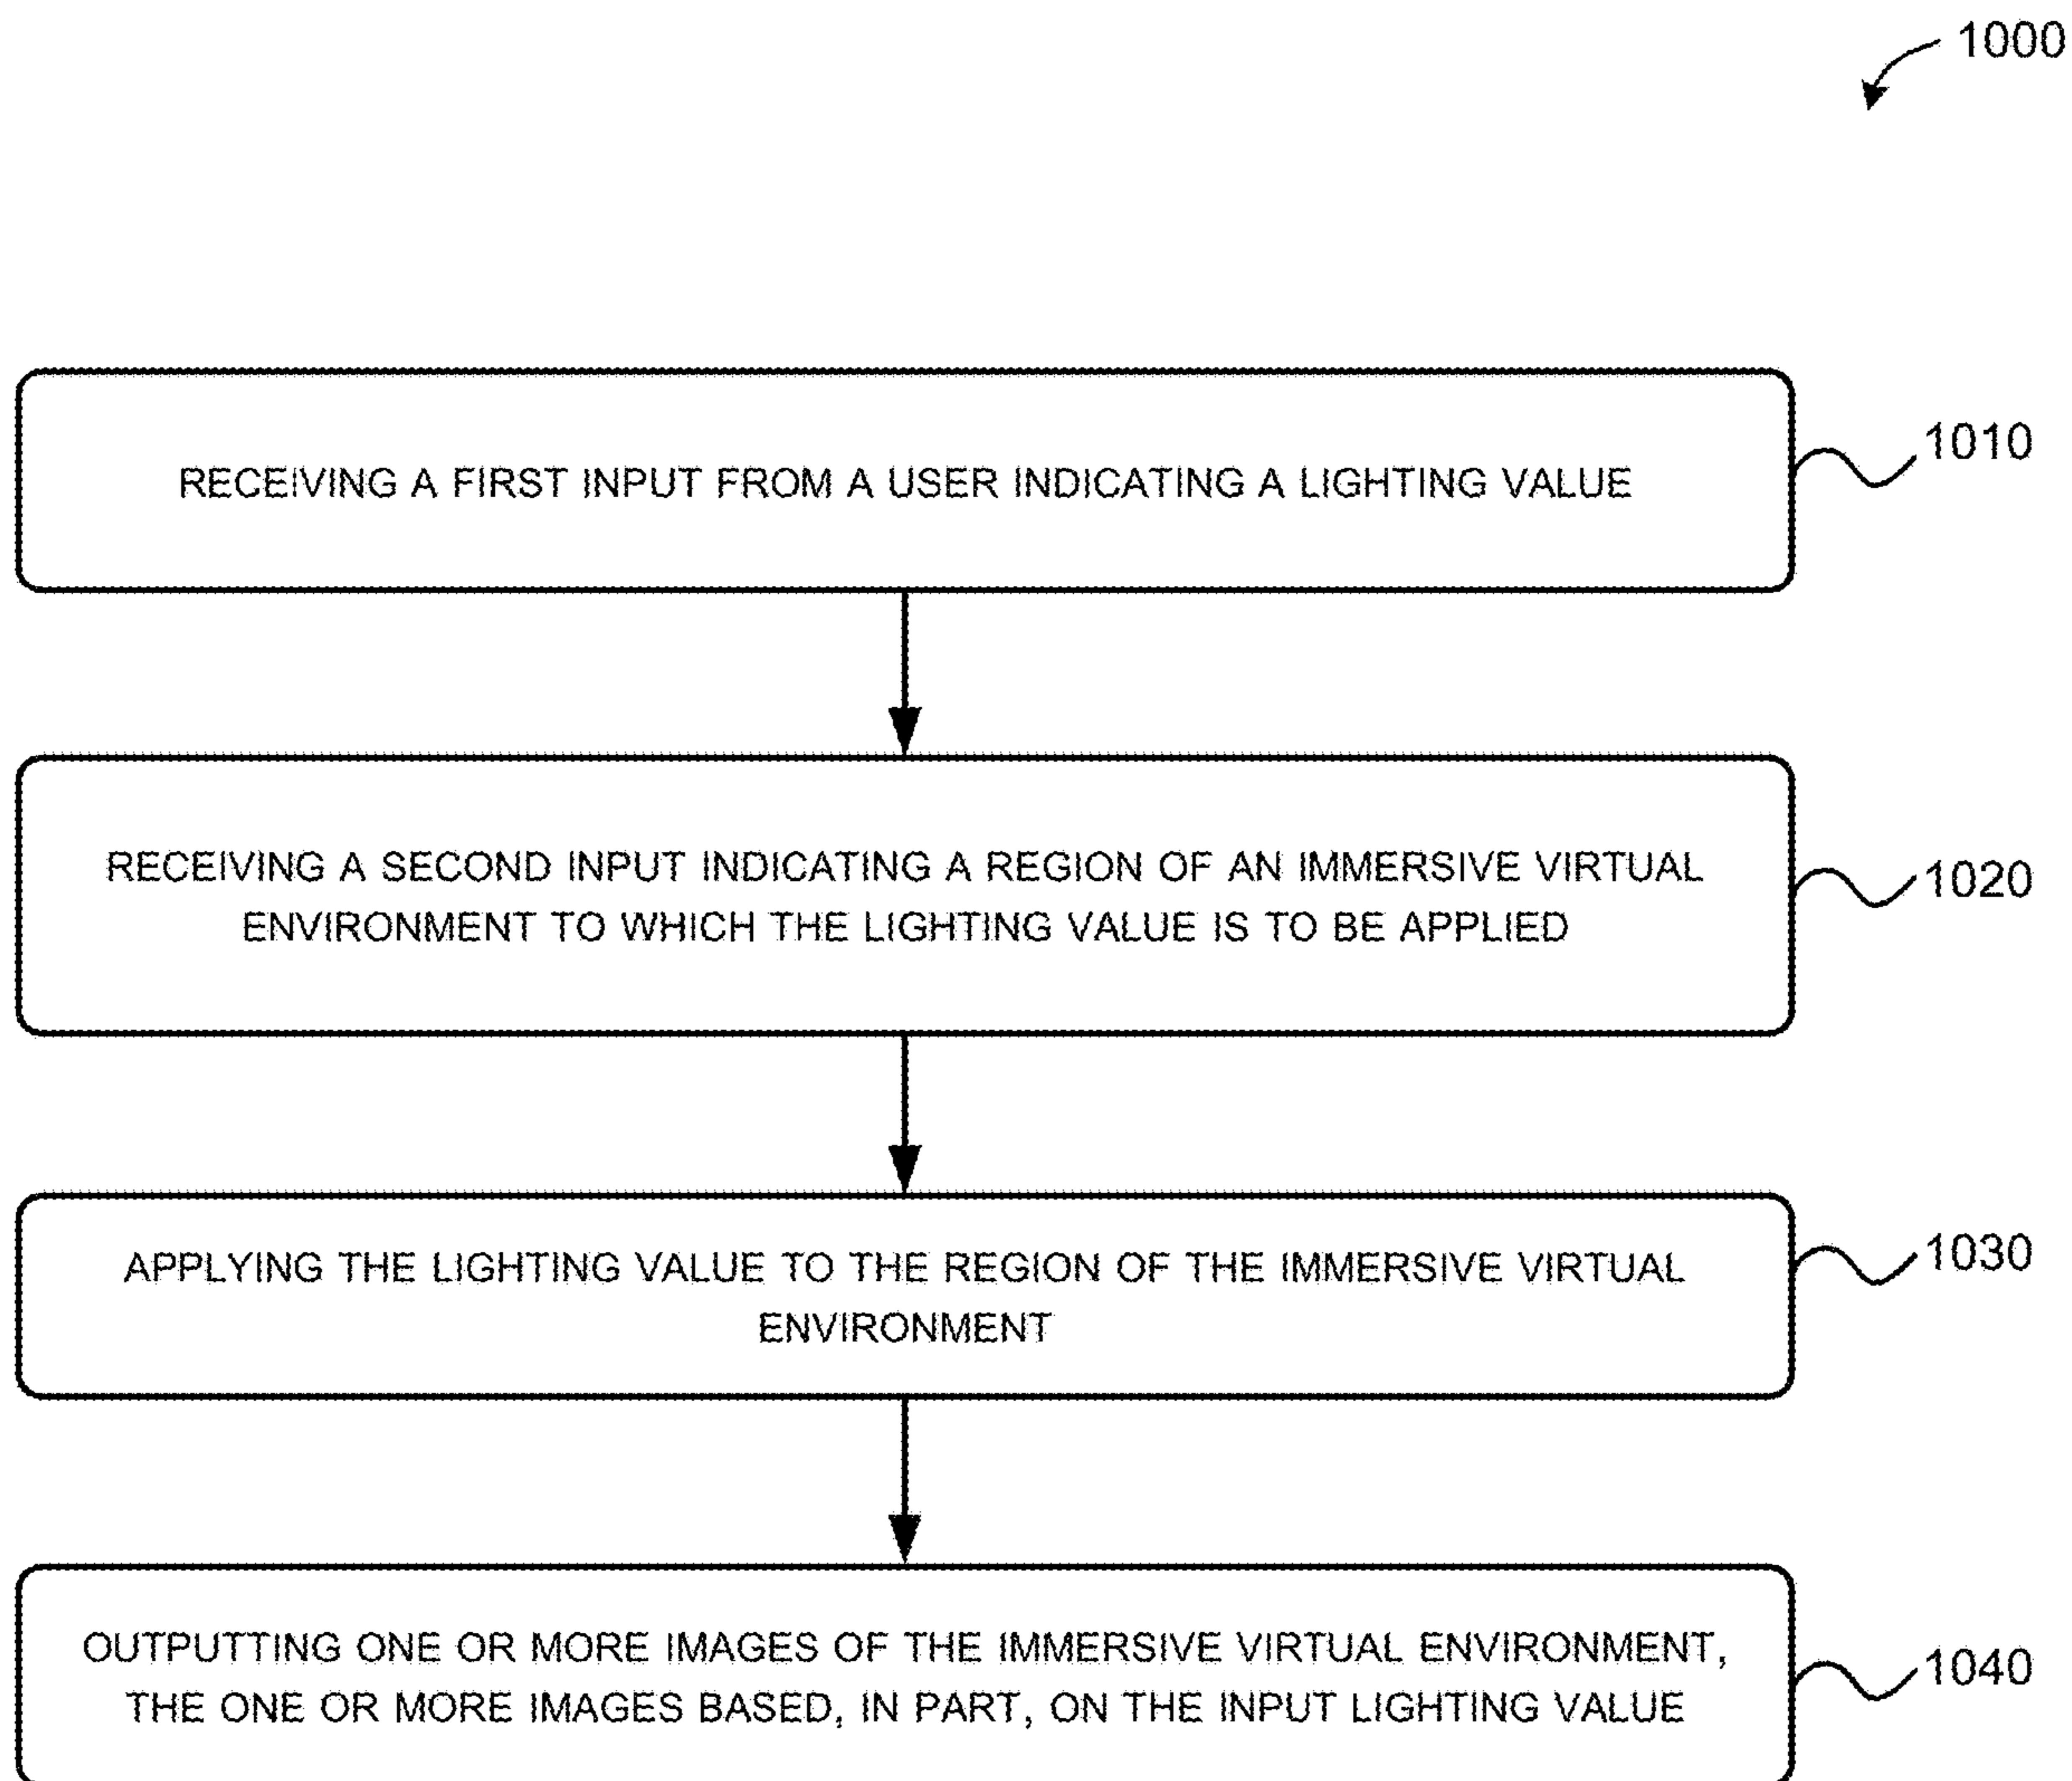 1000
RECEIVING A FIRST INPUT FROM A USER INDICATING A LIGHTING VALUE
1010
RECEIVING A SECOND INPUT INDICATING A REGION OF AN IMMERSIVE VIRTUAL
ENVIRONMENT TO WHICH THE LIGHTING VALUE IS TO BE APPLIED
1020
APPLYING THE LIGHTING VALUE TO THE REGION OF THE IMMERSIVE VIRTUAL
ENVIRONMENT
1030
OUTPUTTING ONE OR MORE IMAGES OF THE IMMERSIVE VIRTUAL ENVIRONMENT,
THE ONE OR MORE IMAGES BASED, IN PART, ON THE INPUT LIGHTING VALUE
1040